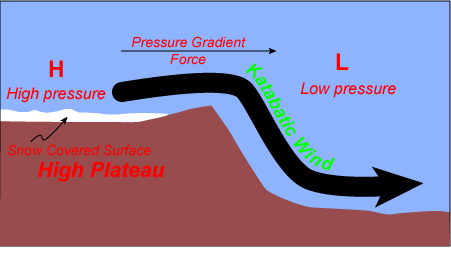 Pressure Gradient
Force
H
High pressure
L
Low pressure
Katabatic Wind
Snow Covered Surface
High Plateau